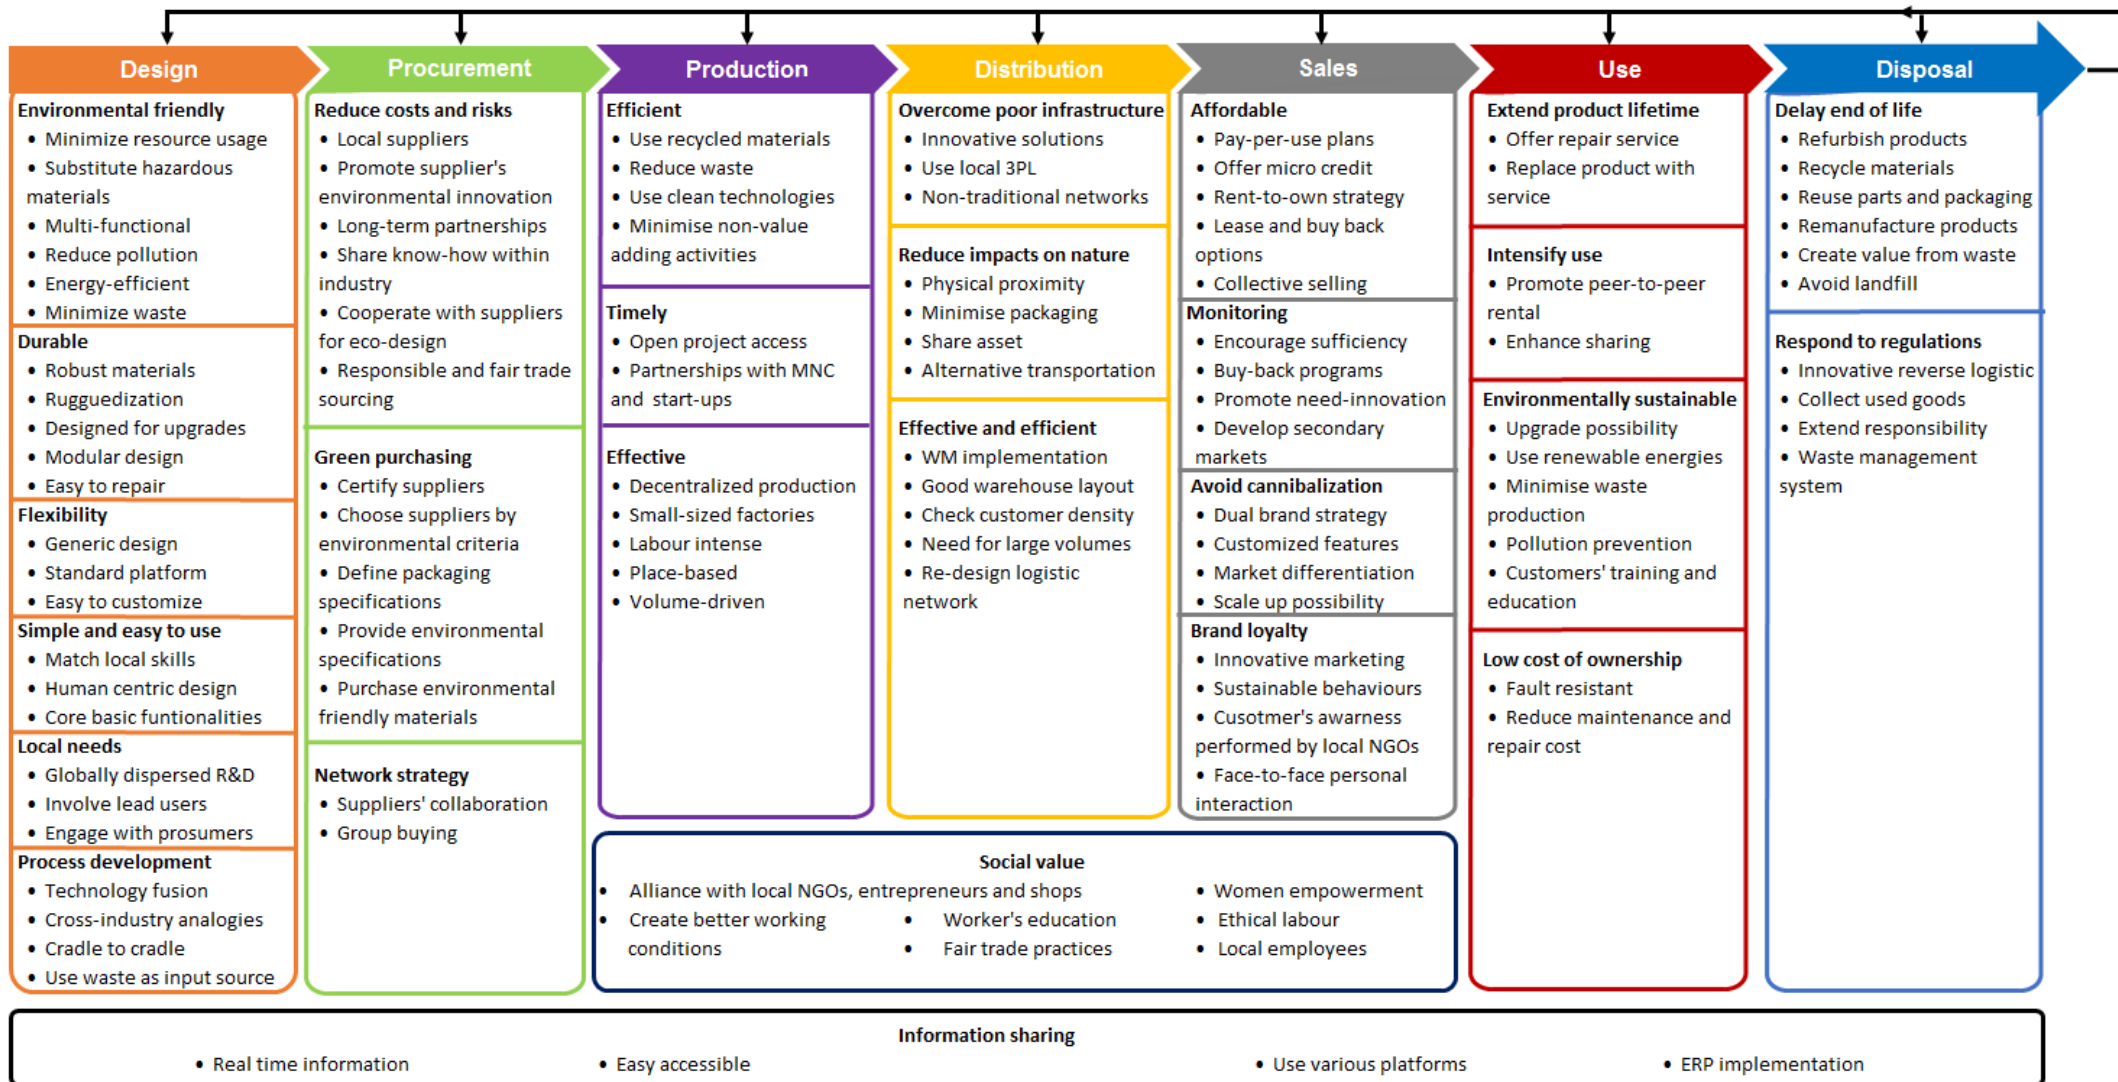 Design
Procurement
Production
Distribution
Sales
Use
Disposal
Environmental friendly
• Minimize resource usage
• Substitute hazardous
materials
• Multi-functional
• Reduce pollution
• Energy-efficient
• Minimize waste
Durable
• Robust materials
• Rugguedization
• Designed for upgrades
• Modular design
• Easy to repair
Flexibility
• Generic design
• Standard platform
• Easy to customize
Simple and easy to use
• Match local skills
• Human centric design
• Core basic funtionalities
Local needs
• Globally dispersed R&D
• Involve lead users
• Engage with prosumers
Process development
• Technology fusion
• Cross-industry analogies
• Cradle to cradle
• Use waste as input source
Reduce costs and risks
• Local suppliers
• Promote supplier's
environmental innovation
• Long-term partnerships
• Share know-how within
industry
• Cooperate with suppliers
for eco-design
• Responsible and fair trade
sourcing
Green purchasing
• Certify suppliers
• Choose suppliers by
environmental criteria
• Define packaging
specifications
• Provide environmental
specifications
• Purchase environmental
friendly materials
Network strategy
• Suppliers' collaboration
• Group buying
Efficient
• Use recycled materials
• Reduce waste
• Use clean technologies
• Minimise non-value
adding activities
Timely
• Open project access
• Partnerships with MNC
and start-ups
Effective
• Decentralized production
• Small-sized factories
• Labour intense
• Place-based
• Volume-driven
Overcome poor infrastructure
• Innovative solutions
• Use local 3PL
• Non-traditional networks
Reduce impacts on nature
• Physical proximity
• Minimise packaging
• Share asset
• Alternative transportation
Effective and efficient
• WM implementation
• Good warehouse layout
• Check customer density
• Need for large volumes
• Re-design logistic
network
Affordable
• Pay-per-use plans
• Offer micro credit
• Rent-to-own strategy
• Lease and buy back
options
• Collective selling
Monitoring
• Encourage sufficiency
• Buy-back programs
• Promote need-innovation
• Develop secondary
markets
Avoid cannibalization
• Dual brand strategy
• Customized features
• Market differentiation
• Scale up possibility
Brand loyalty
• Innovative marketing
• Sustainable behaviours
• Cusotmer's awarness
performed by local NGOs
• Face-to-face personal
interaction
Extend product lifetime
• Offer repair service
• Replace product with
service
Intensify use
• Promote peer-to-peer
rental
• Enhance sharing
Environmentally sustainable
• Upgrade possibility
• Use renewable energies
• Minimise waste
production
• Pollution prevention
• Customers' training and
education
Low cost of ownership
• Fault resistant
• Reduce maintenance and
repair cost
Delay end of life
• Refurbish products
• Recycle materials
• Reuse parts and packaging
• Remanufacture products
• Create value from waste
• Avoid landfill
Respond to regulations
• Innovative reverse logistic
• Collect used goods
• Extend responsibility
• Waste management
system
Social value
• Alliance with local NGOs, entrepreneurs and shops
• Create better working
conditions
• Worker's education
• Fair trade practices
• Women empowerment
• Ethical labour
• Local employees
Information sharing
• Real time information
• Easy accessible
• Use various platforms
• ERP implementation